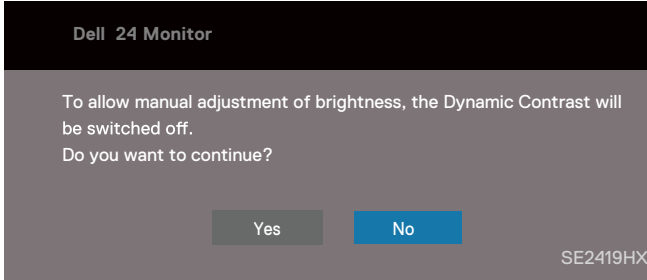 Dell 24 Monitor
To allow manual adjustment of brightness, the Dynamic Contrast will
be switched off.
Do you want to continue?
Yes No
SE2419HX